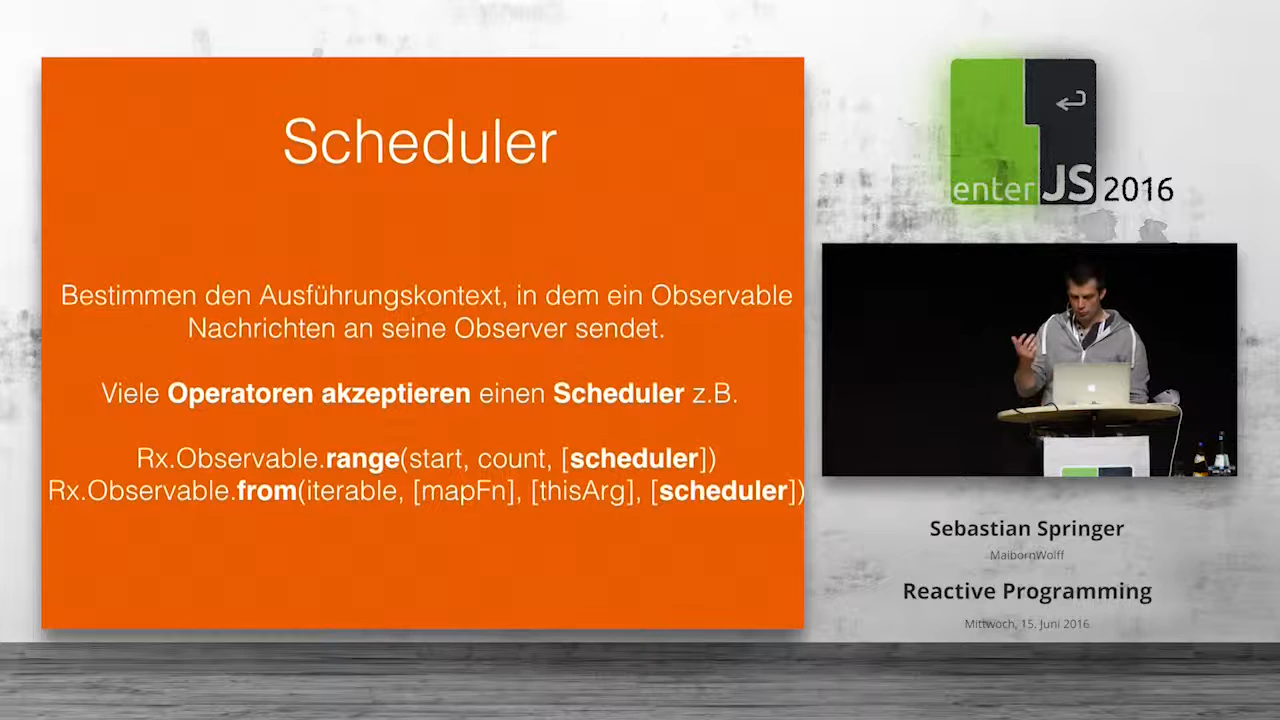 Scheduler
Bestimmen den Ausführungskontext, in dem ein Observable
Nachrichten an seine Observer sendet.
Viele Operatoren akzeptieren einen Scheduler z.B.
Rx.Observable.range(start, count, [scheduler])
Rx.Observable.from(iterable, [mapFn], [thisArg], [scheduler])
enterJS 2016
Sebastian Springer
MaibornWolff
Reactive Programming
Mittwoch, 15. Juni 2016